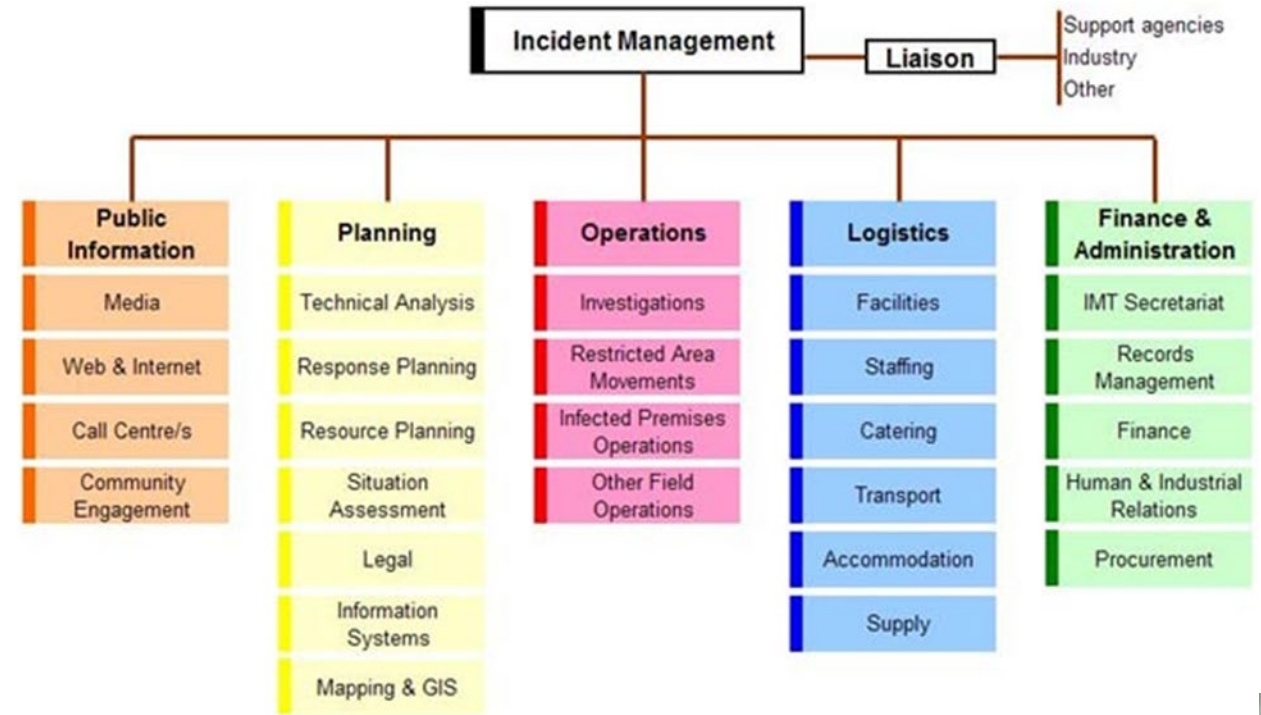 Incident Management
Liaison
Support agencies
Industry
Other
Public
Information
Media
Web & Internet
Call Centre/s
Community
Engagement
Planning
Technical Analysis
Response Planning
Resource Planning
Situation
Assessment
Legal
Information
Systems
Mapping & GIS
Operations
Investigations
Restricted Area
Movements
Infected Premises
Operations
Other Field
Operations
Logistics
Facilities
Staffing
Catering
Transport
Accommodation
Supply
Finance &
Administration
IMT Secretariat
Records
Management
Finance
Human & Industrial
Relations
Procurement